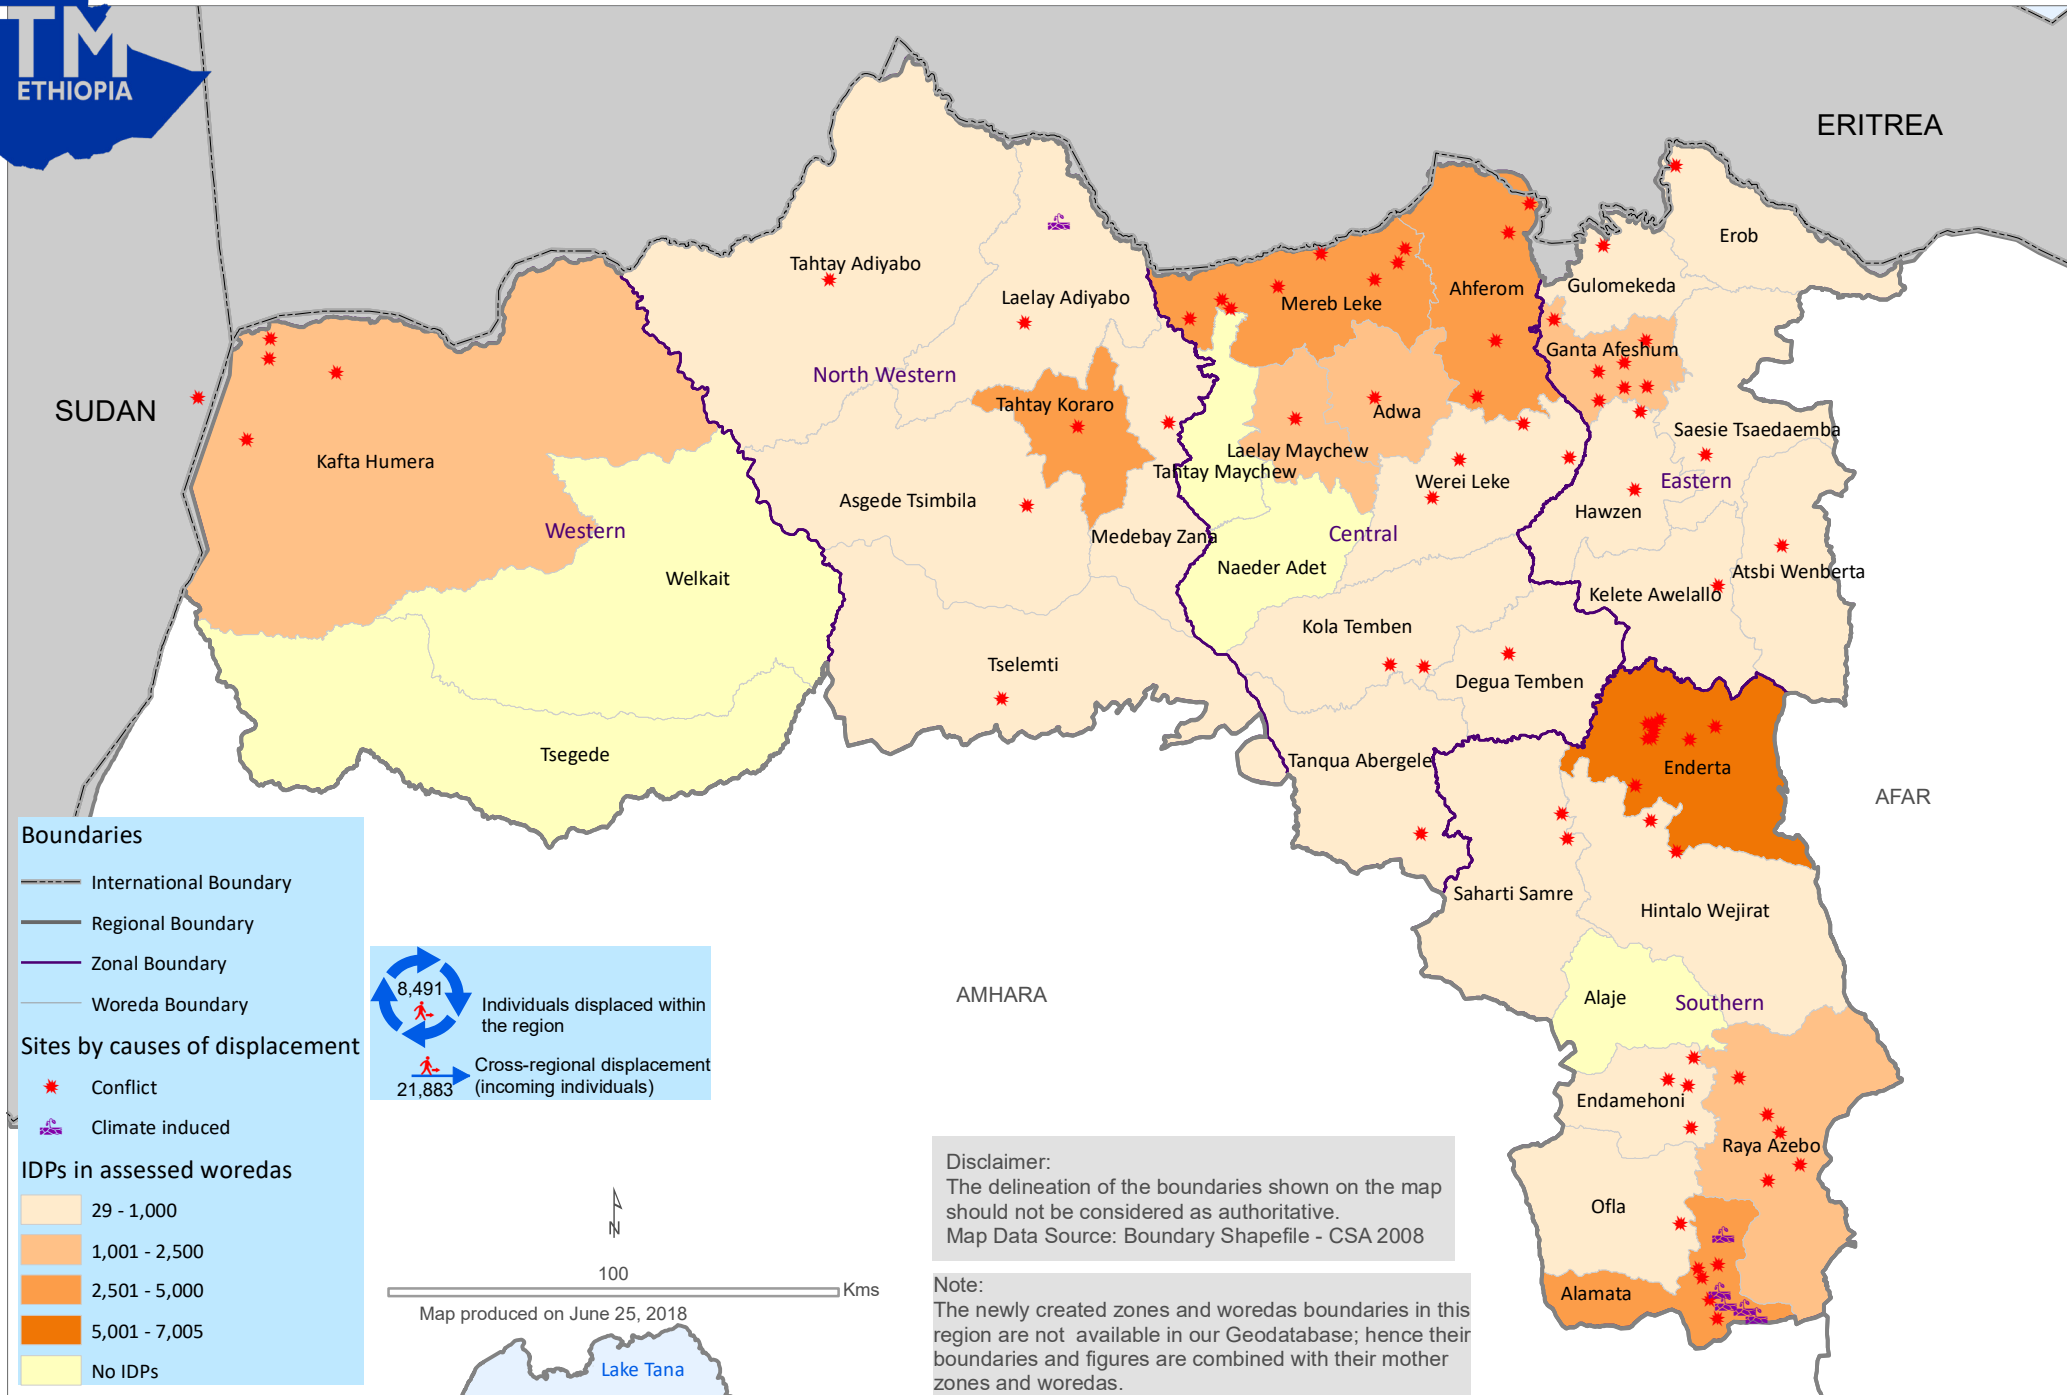 TM
ETHIOPIA
ERITREA
SUDAN
AFAR
AMHARA
Erob
Tahtay Adiyabo
Laelay Adiyabo
Gulomekeda
Mereb Leke
Ahferom
Ganta Afeshum
North Western
Tahtay Koraro
Adwa
Saesie Tsaedaemba
Kafta Humera
Laelay Maychew
Tahtay Maychew
Werei Leke
Eastern
Asgede Tsimbila
Hawzen
Western
Medebay Zana
Central
Naeder Adet
Welkait
Atsbi Wenberta
Kelete Awelallo
Kola Temben
Tselemti
Degua Temben
Tsegede
Tanqua Abergele
Enderta
Saharti Samre
Hintalo Wejirat
Alaje
Southern
Endamehoni
Raya Azebo
Ofla
Alamata
Boundaries
International Boundary
Regional Boundary
Zonal Boundary
Woreda Boundary
Sites by causes of displacement
Conflict
Climate induced
IDPs in assessed woredas
29 - 1,000
1,001 - 2,500
2,501 - 5,000
5,001 - 7,005
No IDPs
8,491
Individuals displaced within
the region
21,883
Cross-regional displacement
(incoming individuals)
N
100
Kms
Map produced on June 25, 2018
Lake Tana
Disclaimer:
The delineation of the boundaries shown on the map
should not be considered as authoritative.
Map Data Source: Boundary Shapefile - CSA 2008
Note:
The newly created zones and woredas boundaries in this
region are not available in our Geodatabase; hence their
boundaries and figures are combined with their mother
zones and woredas.